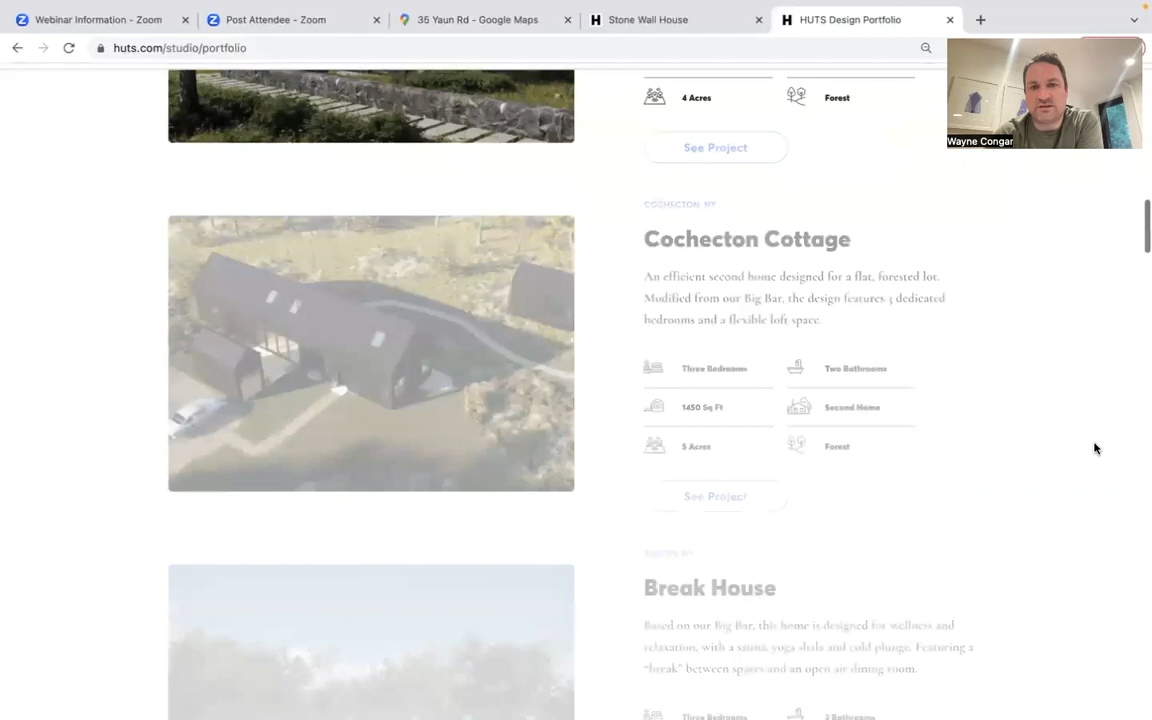 Webinar Information - Zoom
Post Attendee - Zoom
35 Yaun Rd - Google Maps
Stone Wall House
HUTS Design Portfolio
huts.com/studio/portfolio
Wayne Congar
4 Acres
Forest
See Project
COCHECTON, NY
Cochecton Cottage
An efficient second home designed for a flat, forested lot.
Modified from our Big Bar, the design features 3 dedicated
bedrooms and a flexible loft space.
Three Bedrooms
Two Bathrooms
1450 Sq Ft
Second Home
5 Acres
Forest
See Project
Break House
Based on our Big Bar, this home is designed for wellness and
relaxation, with a sauna, yoga shala and cold plunge. Featuring a
"break" between spaces and an open air dining room.
Three Bedrooms
3 Bathrooms